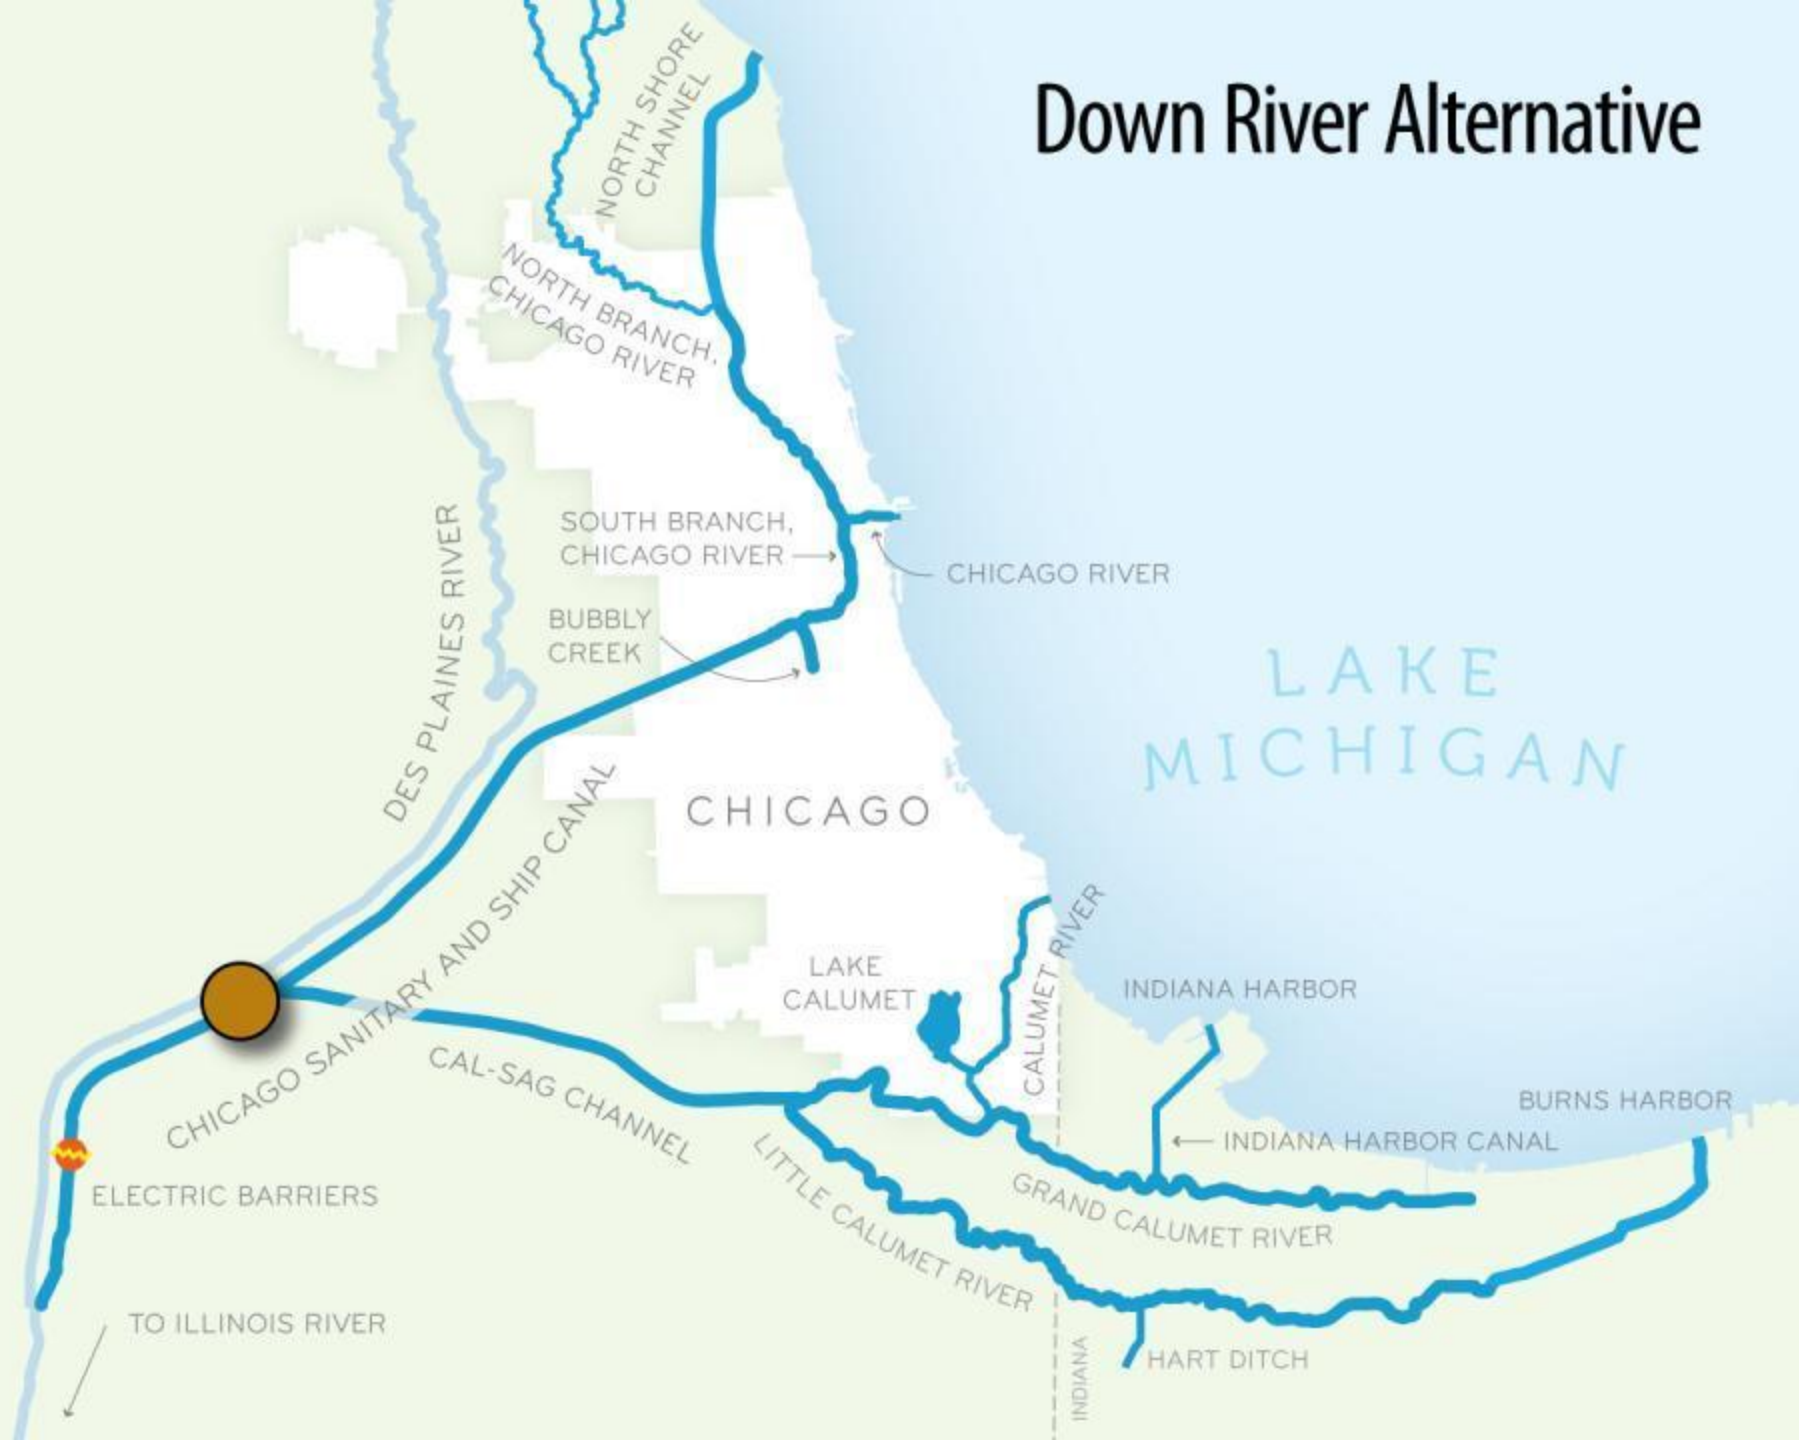 Down River Alternative
NORTH SHORE
CHANNEL
NORTH BRANCH,
CHICAGO RIVER
SOUTH BRANCH,
CHICAGO RIVER
CHICAGO RIVER
DES PLAINES RIVER
BUBBLY
CREEK
LAKE
MICHIGAN
CHICAGO
CHICAGO SANITARY AND SHIP CANAL
LAKE
CALUMET
CALUMET RIVER
INDIANA HARBOR
CAL-SAG CHANNEL
BURNS HARBOR
INDIANA HARBOR CANAL
ELECTRIC BARRIERS
LITTLE CALUMET RIVER
GRAND CALUMET RIVER
TO ILLINOIS RIVER
HART DITCH
INDIANA